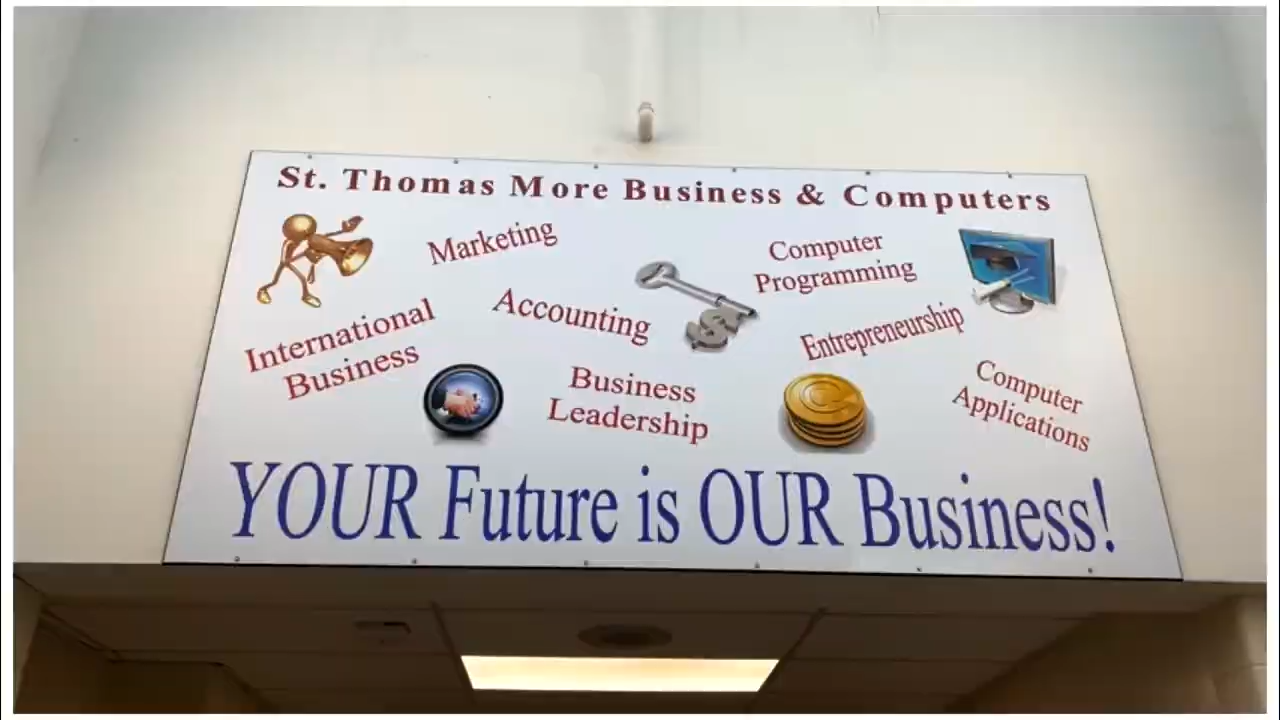 St. Thomas More Business & Computers
Marketing
Computer
Programming
Accounting
International
Business
Entrepreneurship
Business
Leadership
Computer
Applications
YOUR Future is OUR Business!